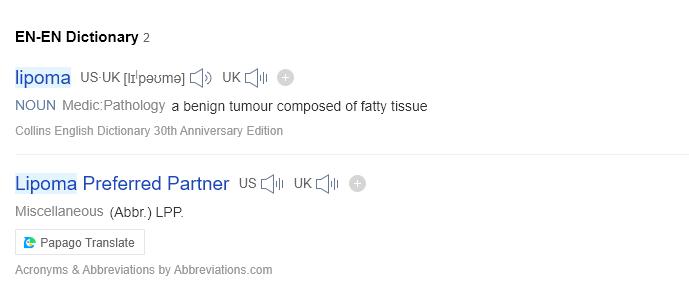 EN-EN Dictionary 2
lipoma US·UK [lɪˈpəʊmə] UK
NOUN Medic:Pathology a benign tumour composed of fatty tissue
Collins English Dictionary 30th Anniversary Edition
Lipoma Preferred Partner US UK
Miscellaneous (Abbr.) LPP.
Papago Translate
Acronyms & Abbreviations by Abbreviations.com